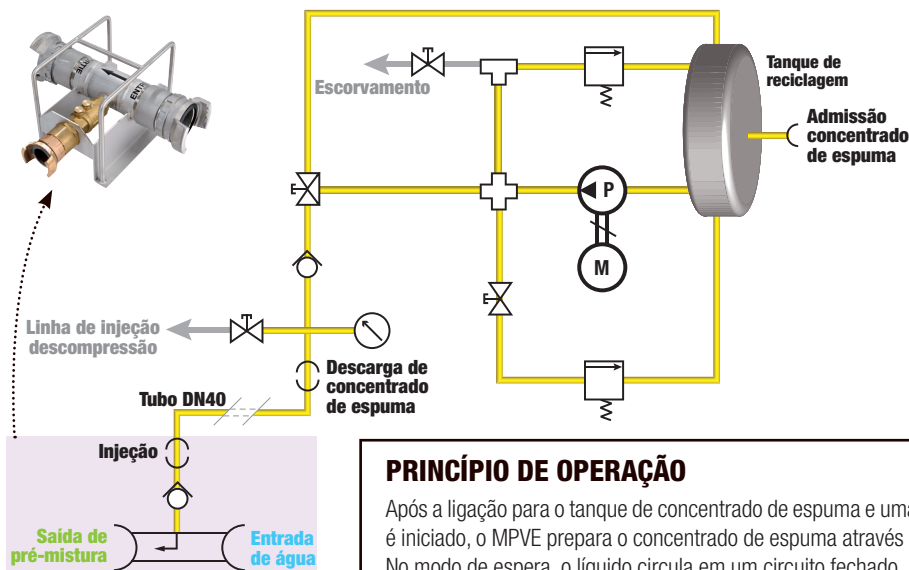 Escorvamento
Tanque de
reciclagem
Admissão
concentrado
de espuma
P
M
Linha de injeção
descompressão
Descarga de
concentrado
de espuma
Tubo DN40
Injeção
Saída de
pré-mistura
Entrada
de água
PRINCÍPIO DE OPERAÇÃO
Após a ligação para o tanque de concentrado de espuma e uma
é iniciado, o MPVE prepara o concentrado de espuma através
No modo de espera, o líquido circula em um circuito fechado